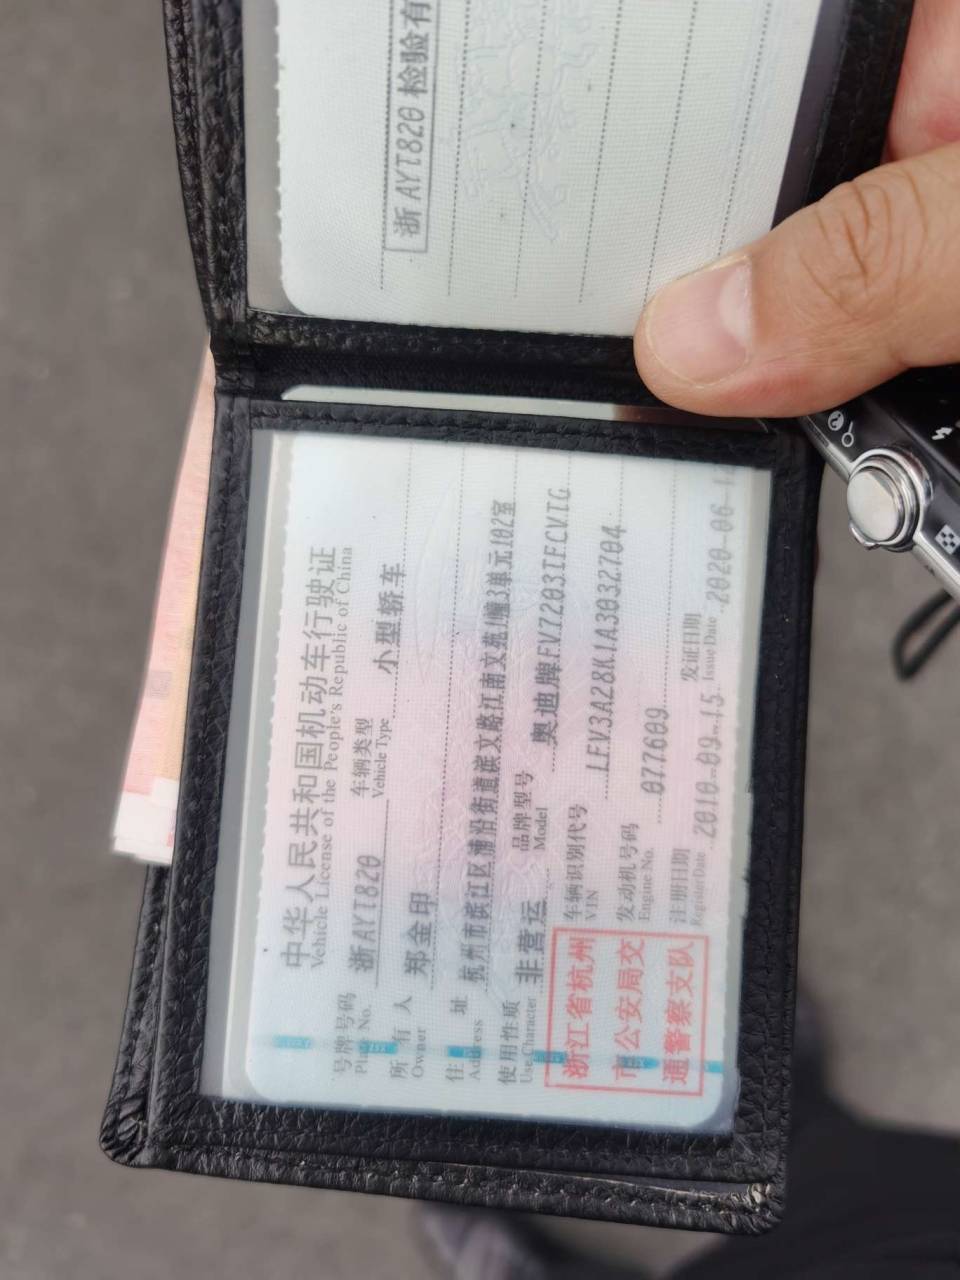 浙AYT820 检验有
中华人民共和国机动车行驶证
Vehicle License of the People's Republic of China
号牌号码 浙AYT820 车辆类型 小型轿车
Plate No. Vehicle Type
所有人 郑金印
Owner
住址 杭州市滨江区浦沿街道滨文路江南文苑1幢3单元102室
Address
使用性质 非营运 品牌型号 奥迪牌FV7203IFCVTG
Use Character Model
浙江省杭州
市公安局交
通警察支队
车辆识别代号 LFV3A28K1A3032704
VIN
发动机号码 077609
Engine No.
注册日期 2010-09-15 发证日期 2020-06-1
Register Date Issue Date